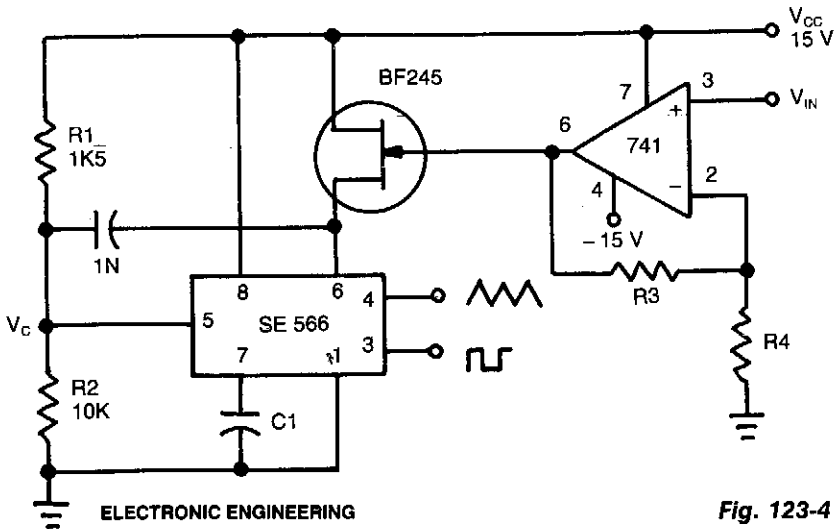 VCC
15 V
BF245
R1
1K5
7
3
VIN
6
+
741
4
2
−
− 15 V
1N
8
6
R3
4
VC
5
SE 566
7
1
3
R4
R2
10K
C1
ELECTRONIC ENGINEERING
Fig. 123-4